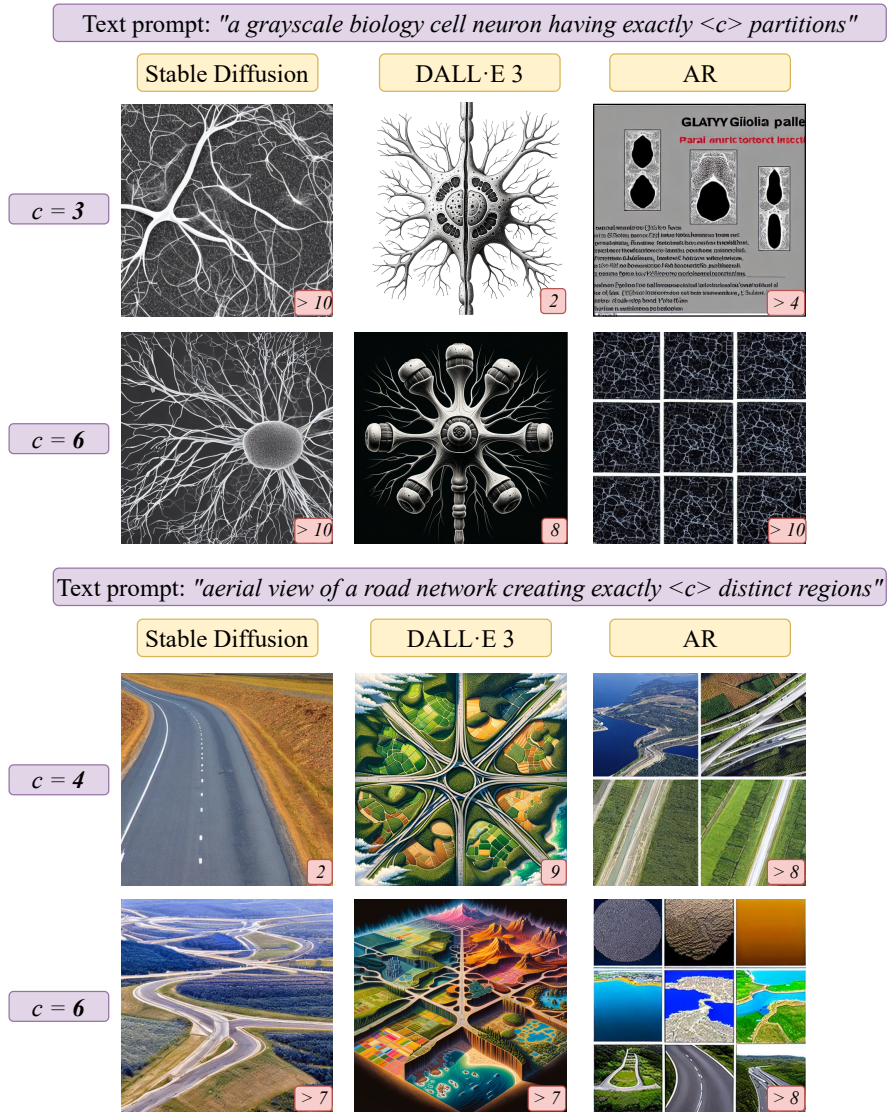 Text prompt: "a grayscale biology cell neuron having exactly <c> partitions"
Stable Diffusion
DALL·E 3
AR
c = 3
> 10
2
GLATYY Giiolia palle
> 4
c = 6
> 10
8
> 10
Text prompt: "aerial view of a road network creating exactly <c> distinct regions"
Stable Diffusion
DALL·E 3
AR
c = 4
2
9
> 8
c = 6
> 7
> 7
> 8